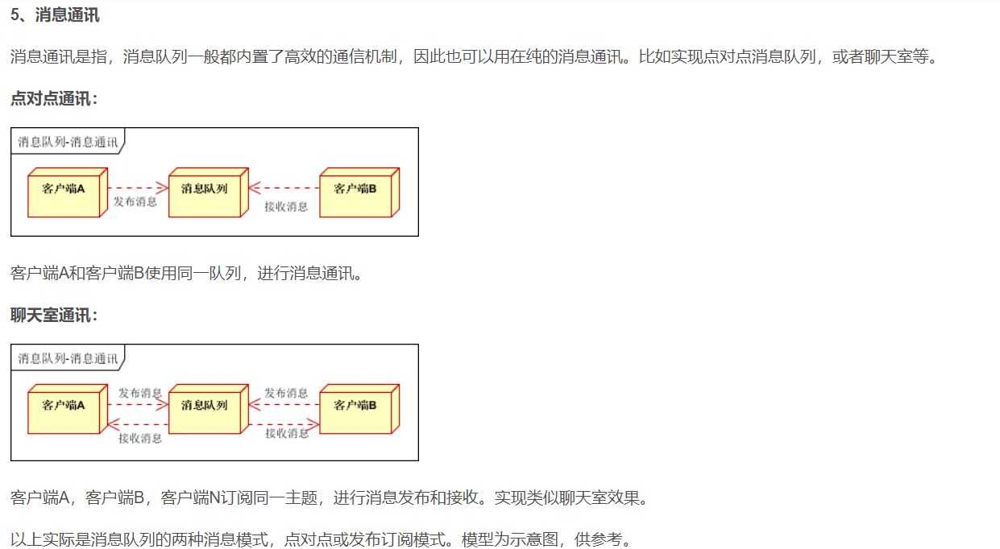 5、消息通讯
消息通讯是指，消息队列一般都内置了高效的通信机制，因此也可以用在纯的消息通讯。比如实现点对点消息队列，或者聊天室等。
点对点通讯：
消息队列-消息通讯
客户端A
发布消息
消息队列
接收消息
客户端B
客户端A和客户端B使用同一队列，进行消息通讯。
聊天室通讯：
消息队列-消息通讯
客户端A
发布消息
接收消息
消息队列
发布消息
接收消息
客户端B
客户端A，客户端B，客户端N订阅同一主题，进行消息发布和接收。实现类似聊天室效果。
以上实际是消息队列的两种消息模式，点对点或发布订阅模式。模型为示意图，供参考。